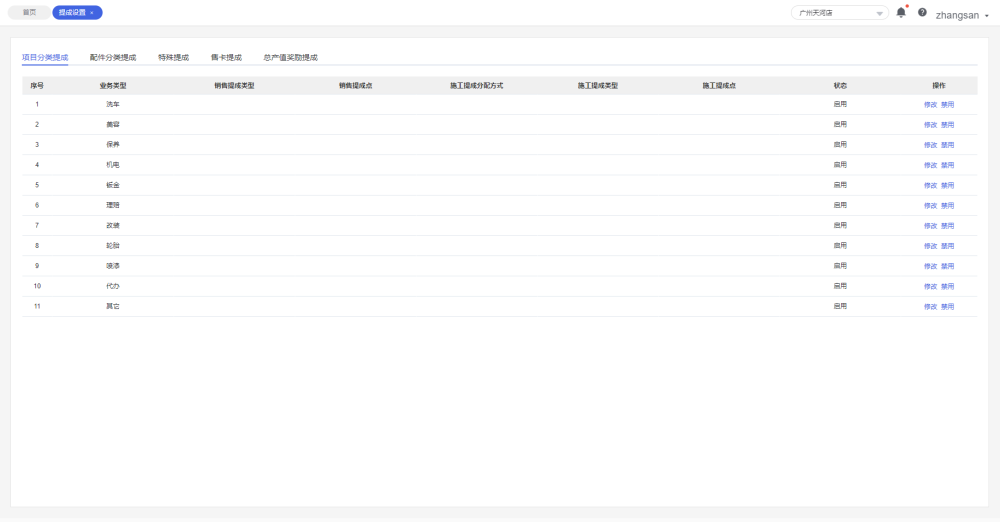 首页 提成设置 × 广州天河店 zhangsan
项目分类提成 配件分类提成 特殊提成 售卡提成 总产值奖励提成
序号 业务类型 销售提成类型 销售提成点 施工提成分配方式 施工提成类型 施工提成点 状态 操作
1 洗车 启用 修改 禁用
2 美容 启用 修改 禁用
3 保养 启用 修改 禁用
4 机电 启用 修改 禁用
5 钣金 启用 修改 禁用
6 理赔 启用 修改 禁用
7 改装 启用 修改 禁用
8 轮胎 启用 修改 禁用
9 喷漆 启用 修改 禁用
10 代办 启用 修改 禁用
11 其它 启用 修改 禁用